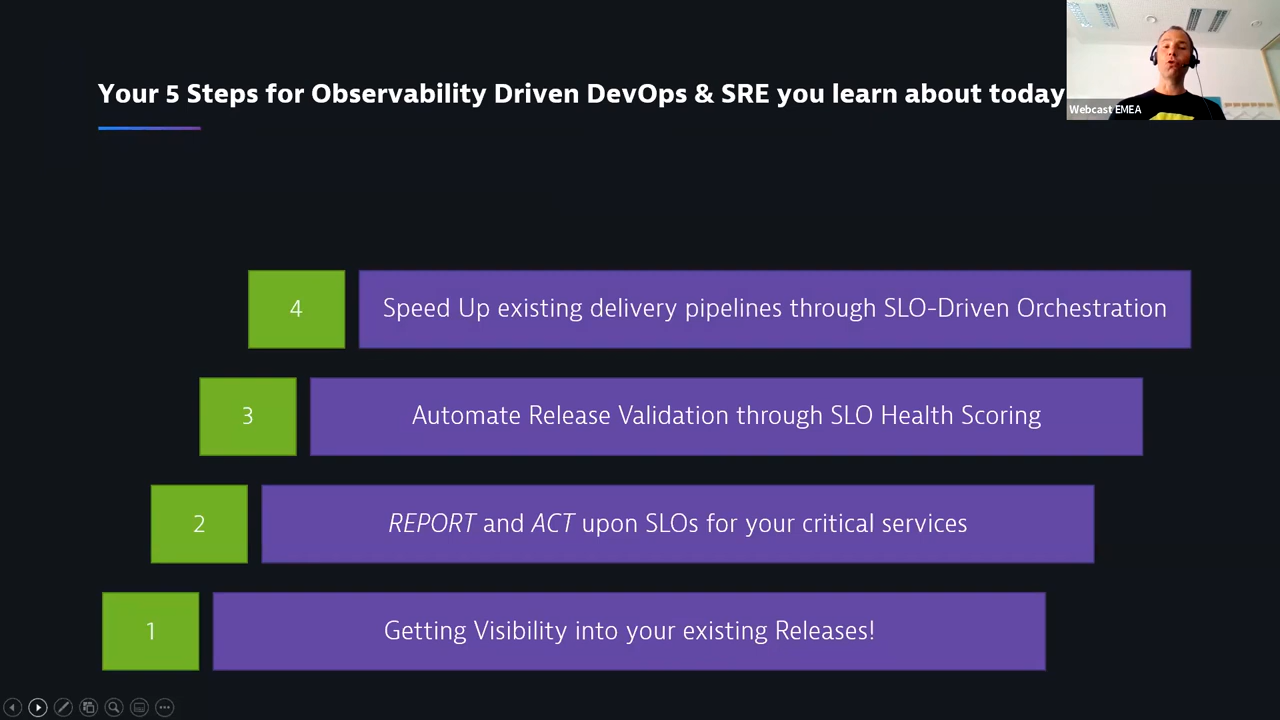 Your 5 Steps for Observability Driven DevOps & SRE you learn about today
Webcast EMEA
4
Speed Up existing delivery pipelines through SLO-Driven Orchestration
3
Automate Release Validation through SLO Health Scoring
2
REPORT and ACT upon SLOs for your critical services
1
Getting Visibility into your existing Releases!